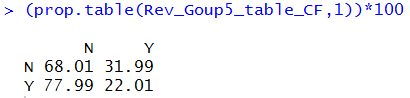 > (prop.table(Rev_Goup5_table_CF,1))*100
N Y
N 68.01 31.99
Y 77.99 22.01